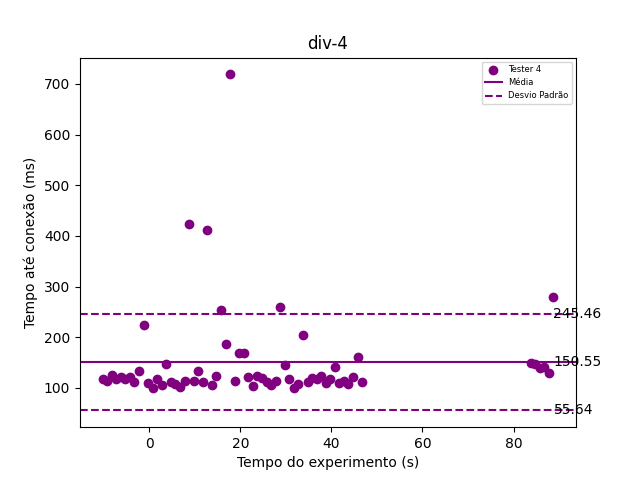 div-4
Tester 4
Média
Desvio Padrão
700
600
500
400
300
200
100
245.46
150.55
55.64
0
20
40
60
80
Tempo até conexão (ms)
Tempo do experimento (s)